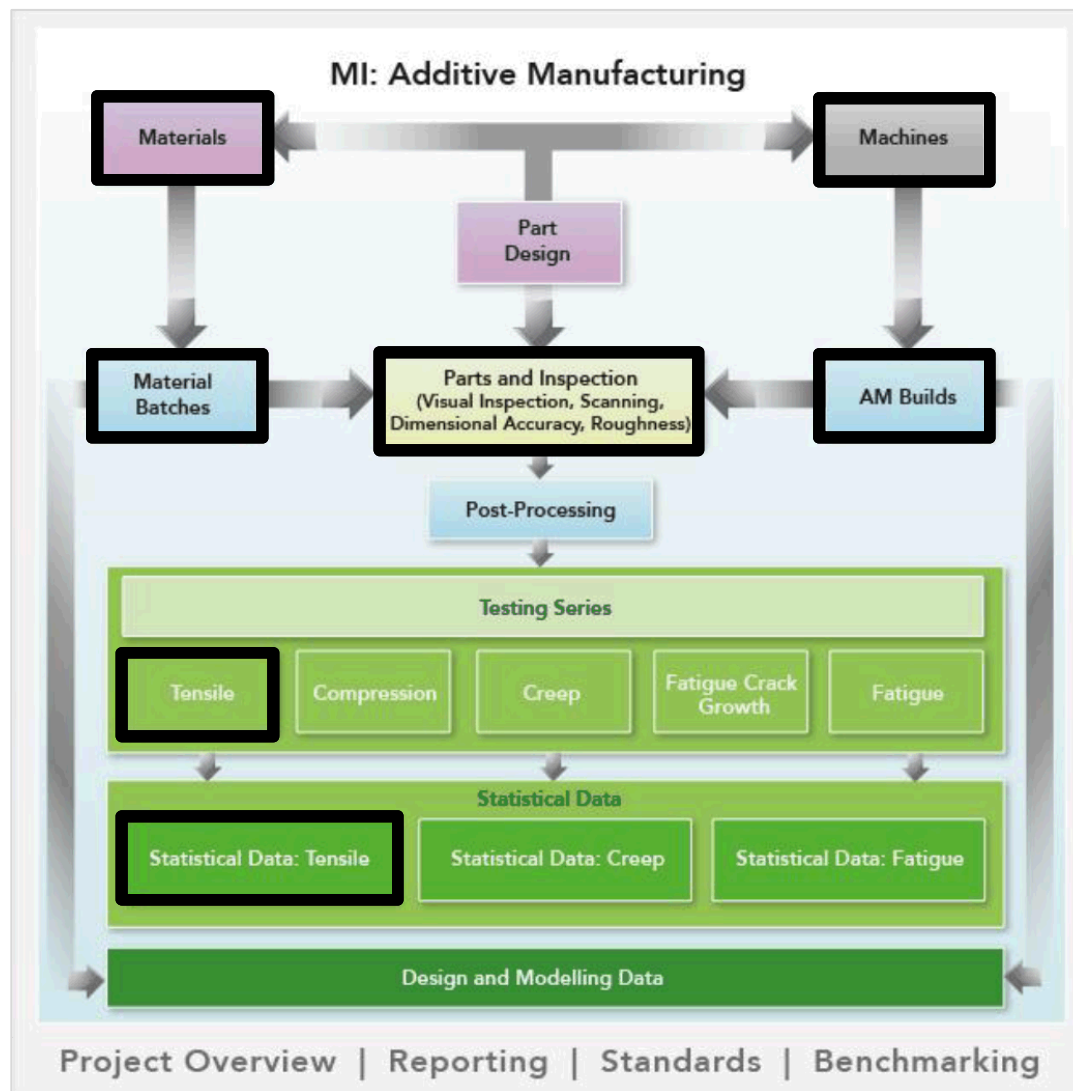 MI: Additive Manufacturing
Materials
Machines
Part
Design
Material
Batches
Parts and Inspection
(Visual Inspection, Scanning,
Dimensional Accuracy, Roughness)
AM Builds
Post-Processing
Testing Series
Tensile
Compression
Creep
Fatigue Crack
Growth
Fatigue
Statistical Data
Statistical Data: Tensile
Statistical Data: Creep
Statistical Data: Fatigue
Design and Modelling Data
Project Overview | Reporting | Standards | Benchmarking